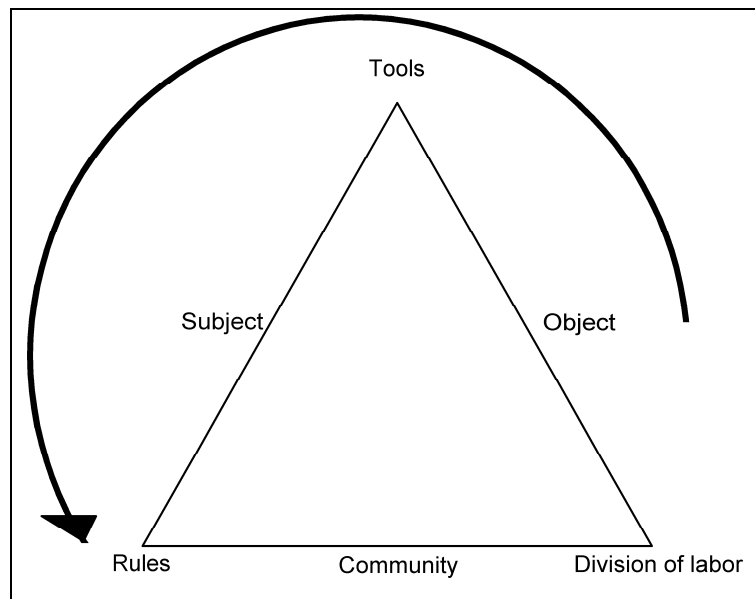 Tools
Subject
Object
Rules
Community
Division of labor